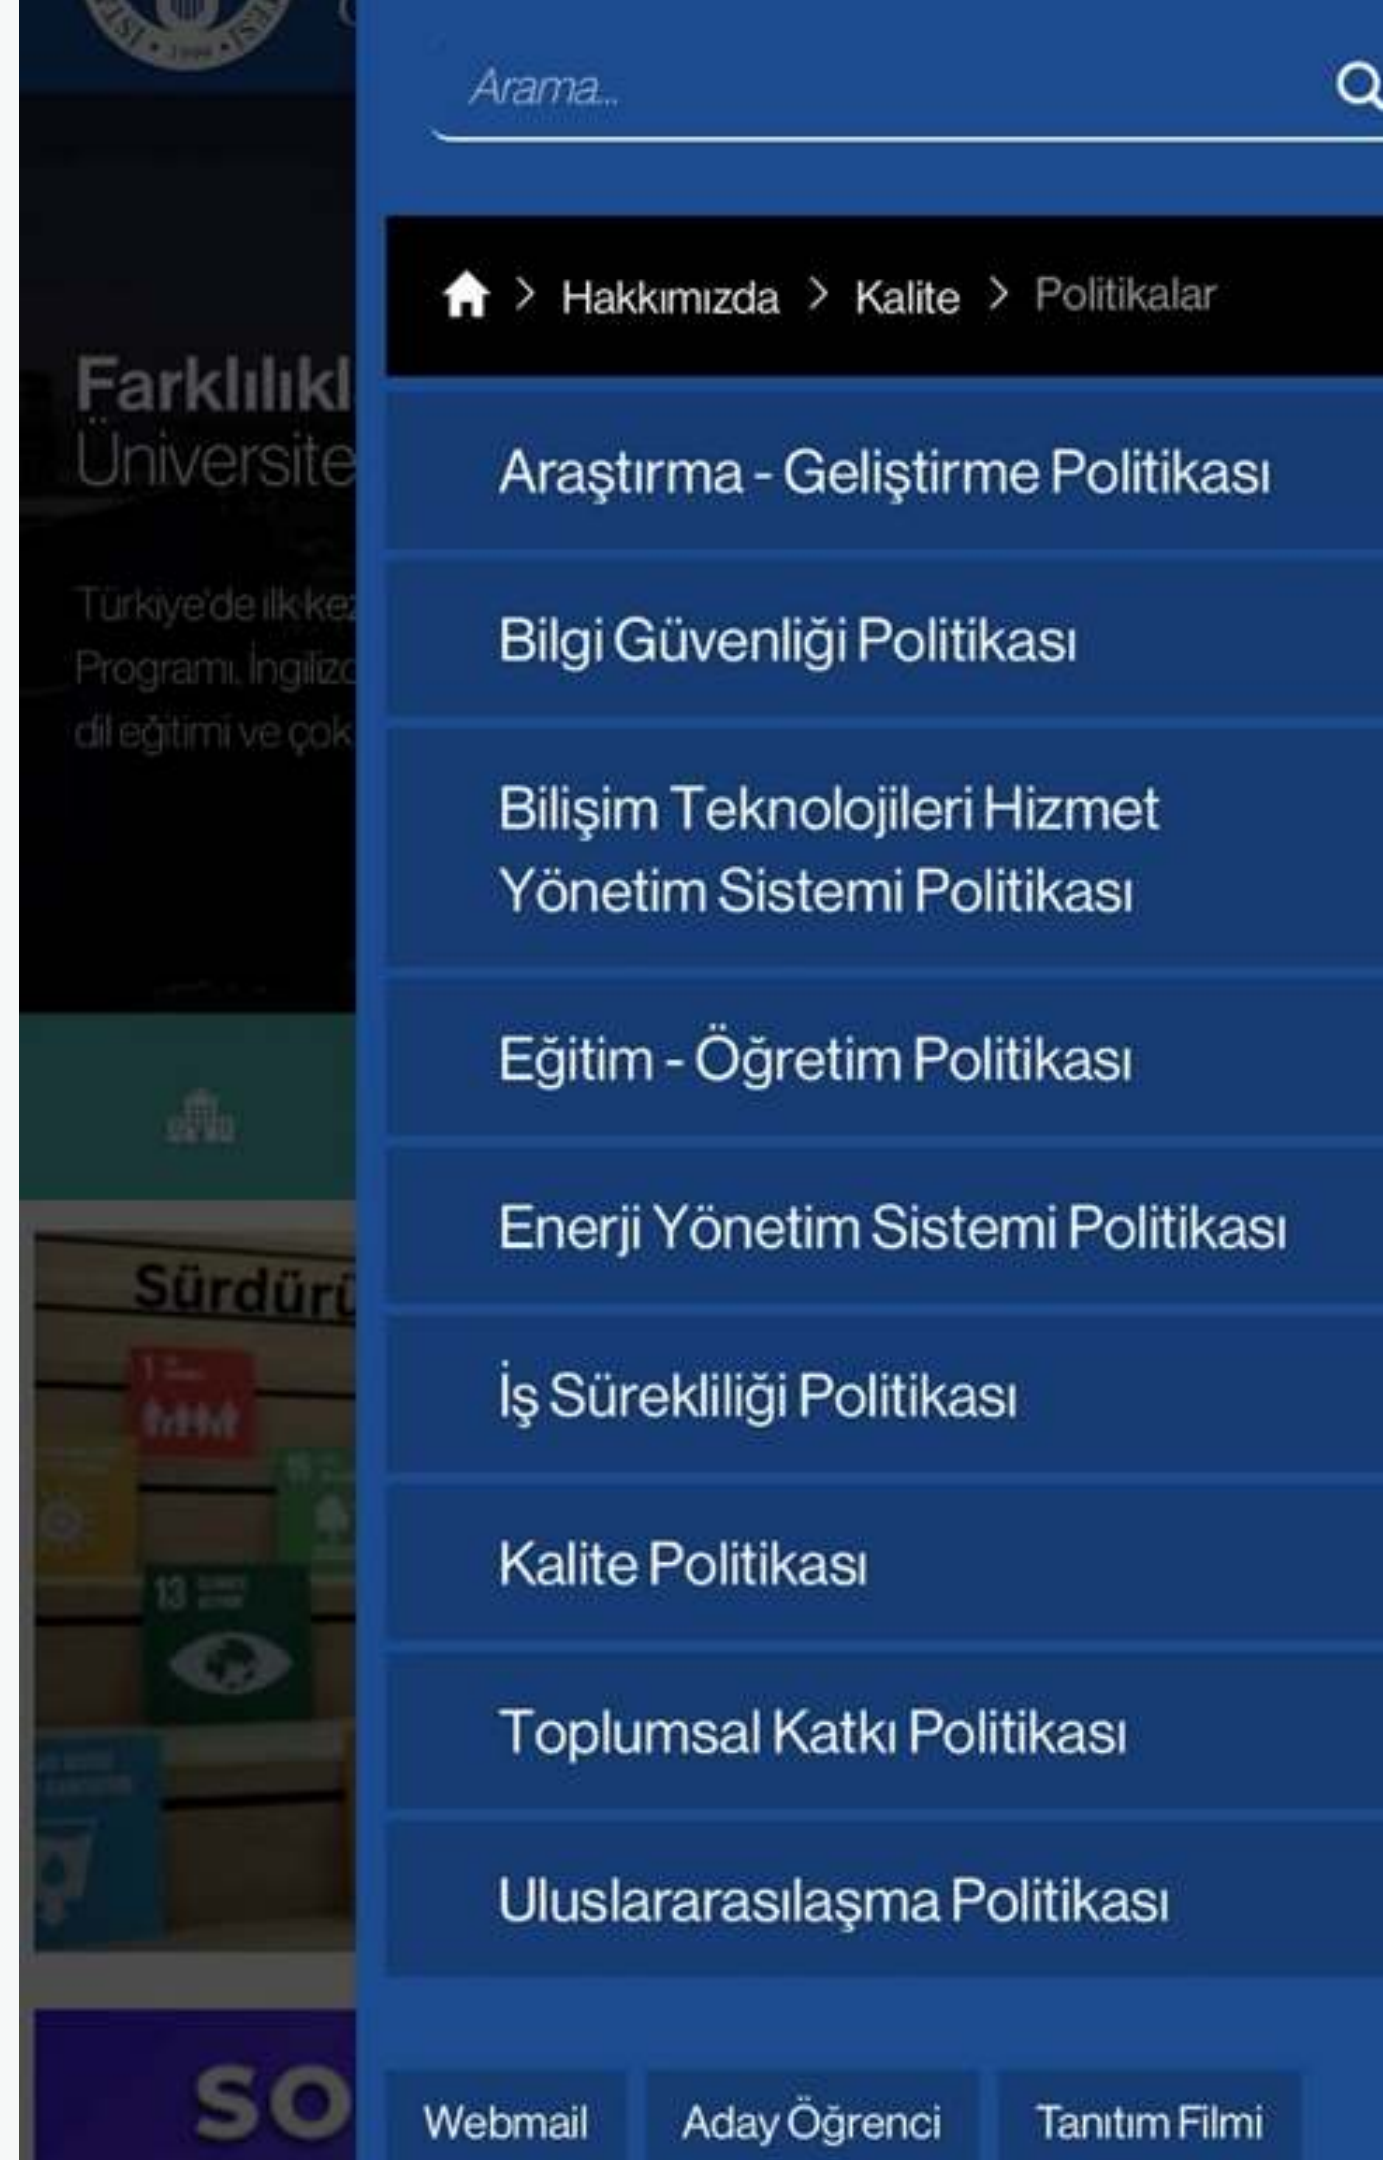 Arama...
Hakkımızda > Kalite > Politikalar
Farklılıkl
Üniversite
Türkiye'de ilk kez
Programı, İngilizc
dil eğitimi ve çok
Araştırma - Geliştirme Politikası
Bilgi Güvenliği Politikası
Bilişim Teknolojileri Hizmet
Yönetim Sistemi Politikası
Eğitim - Öğretim Politikası
Enerji Yönetim Sistemi Politikası
İş Sürekliliği Politikası
Kalite Politikası
Toplumsal Katkı Politikası
Uluslararasılaşma Politikası
Sürdürü
1
13
SO
Webmail
Aday Öğrenci
Tanıtım Filmi